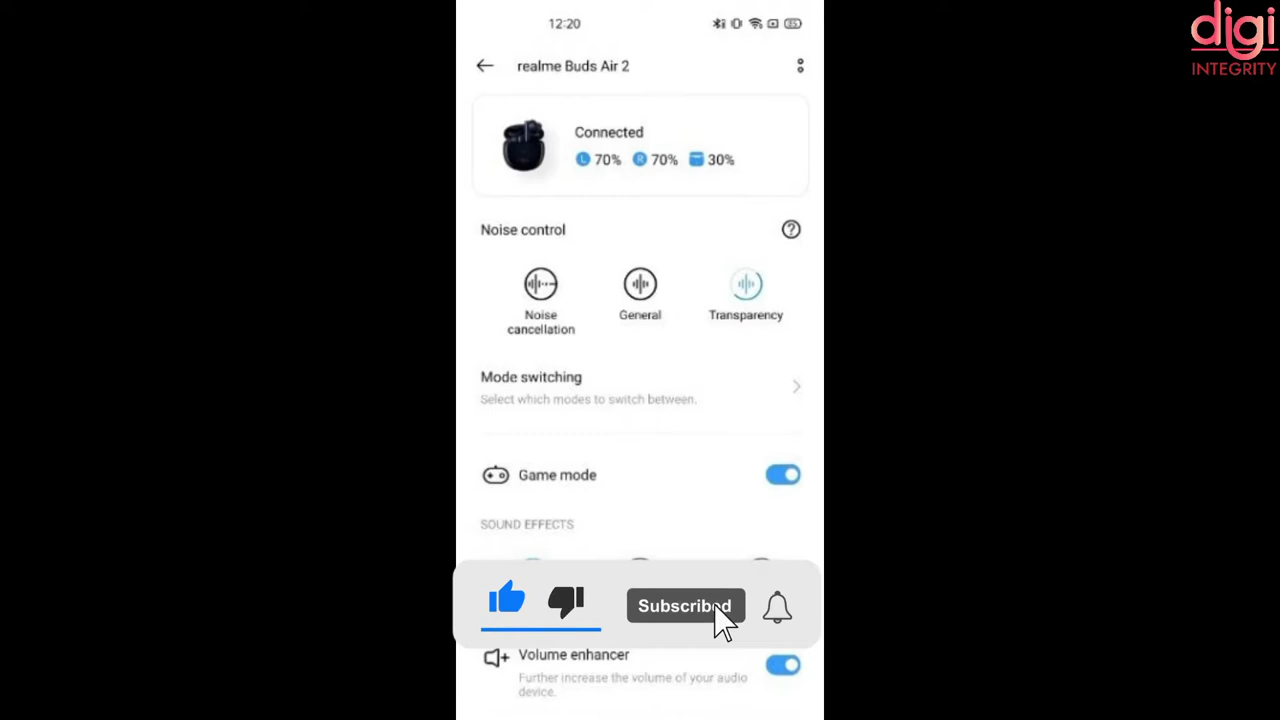 digi
INTEGRITY
12:20
realme Buds Air 2
Connected
L 70% R 70% 30%
Noise control
?
Noise
cancellation
General
Transparency
Mode switching
Select which modes to switch between.
Game mode
SOUND EFFECTS
Subscribed
Volume enhancer
Further increase the volume of your audio
device.